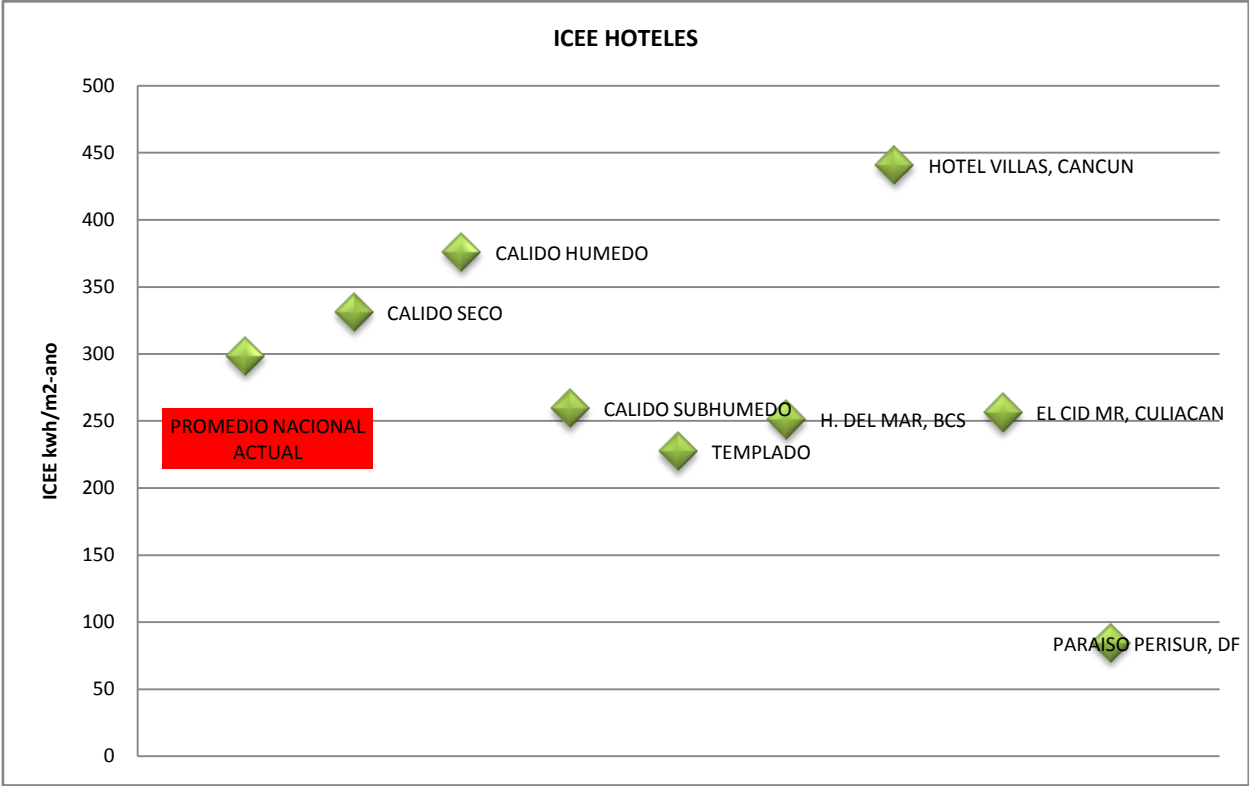 ICEE HOTELES
500
450
400
350
300
250
200
150
100
50
0
ICEE kwh/m2-ano
HOTEL VILLAS, CANCUN
CALIDO HUMEDO
CALIDO SECO
CALIDO SUBHUMEDO
H. DEL MAR, BCS
EL CID MR, CULIACAN
PROMEDIO NACIONAL
ACTUAL
TEMPLADO
PARAISO PERISUR, DF